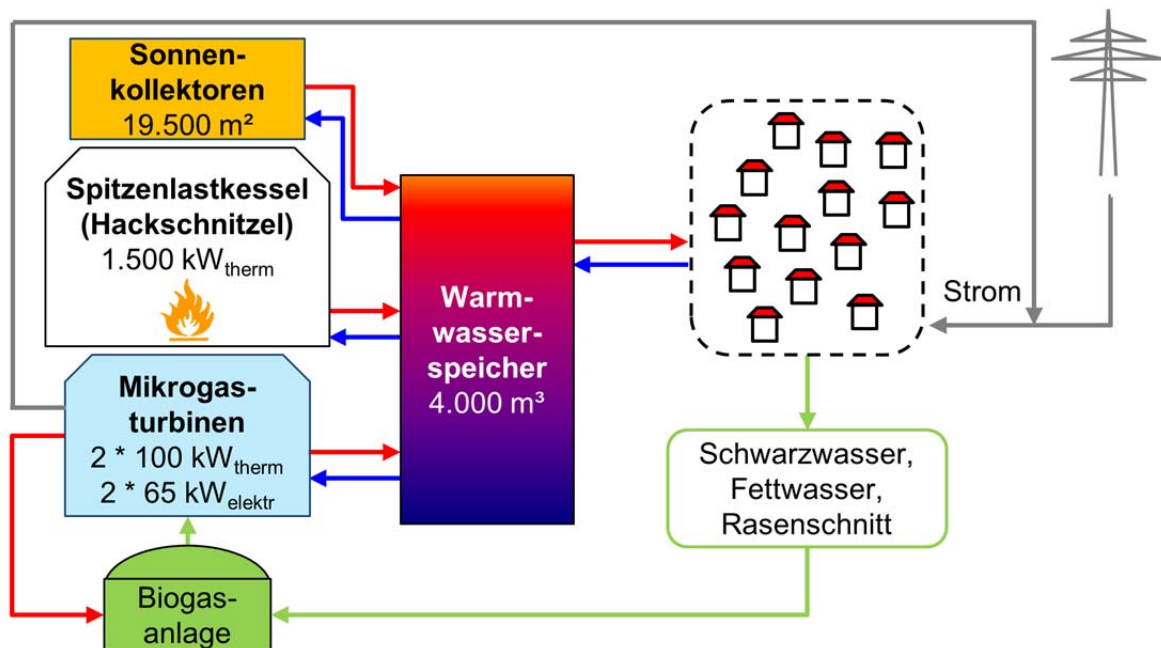 Sonnen-
kollektoren
19.500 m²
Spitzenlastkessel
(Hackschnitzel)
1.500 kWtherm
Mikrogas-
turbinen
2 * 100 kWtherm
2 * 65 kWelektr
Biogas-
anlage
Warm-
wasser-
speicher
4.000 m³
Strom
Schwarzwasser,
Fettwasser,
Rasenschnitt